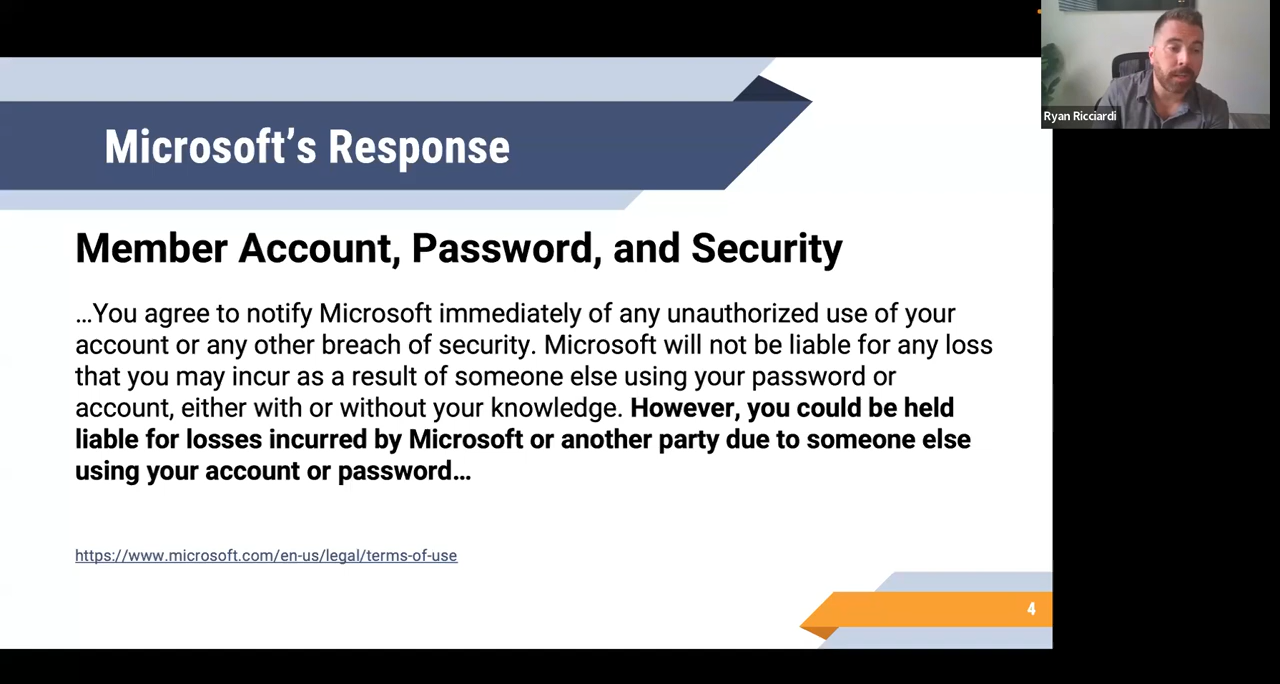 Ryan Ricciardi
Microsoft’s Response
Member Account, Password, and Security
…You agree to notify Microsoft immediately of any unauthorized use of your
account or any other breach of security. Microsoft will not be liable for any loss
that you may incur as a result of someone else using your password or
account, either with or without your knowledge. However, you could be held
liable for losses incurred by Microsoft or another party due to someone else
using your account or password…
https://www.microsoft.com/en-us/legal/terms-of-use
4